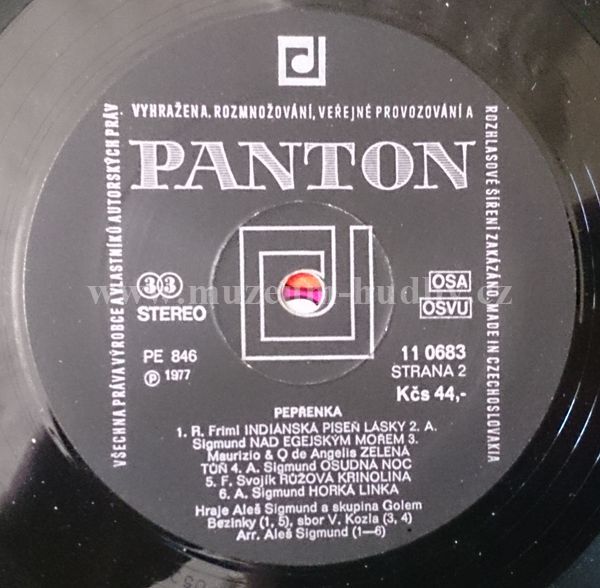 VYHRAŽENA. ROZMNOŽOVÁNÍ, VEŘEJNÉ PROVOZOVÁNÍ A
ROZHLASOVÉ ŠÍŘENÍ ZAKÁZÁNO. MADE IN CZECHOSLOVAKIA
VŠECHNA PRÁVA VÝROBCE A VLASTNÍKŮ AUTORSKÝCH PRÁV
PANTON
33
STEREO
OSA
OSVU
www.muzeum-hudby.cz
PE 846
℗ 1977
11 0683
STRANA 2
Kčs 44,-
PEPŘENKA
1. R. Friml INDIÁNSKÁ PÍSEŇ LÁSKY 2. A.
Sigmund NAD EGEJSKÝM MOŘEM 3.
Maurizio & Q de Angelis ZELENÁ
TŮŇ 4. A. Sigmund OSUDNÁ NOC
5. F. Svojík RŮŽOVÁ KRINOLINA
6. A. Sigmund HORKÁ LINKA
Hraje Aleš Sigmund a skupina Golem
Bezinky (1, 5), sbor V. Kozla (3, 4)
Arr. Aleš Sigmund (1—6)